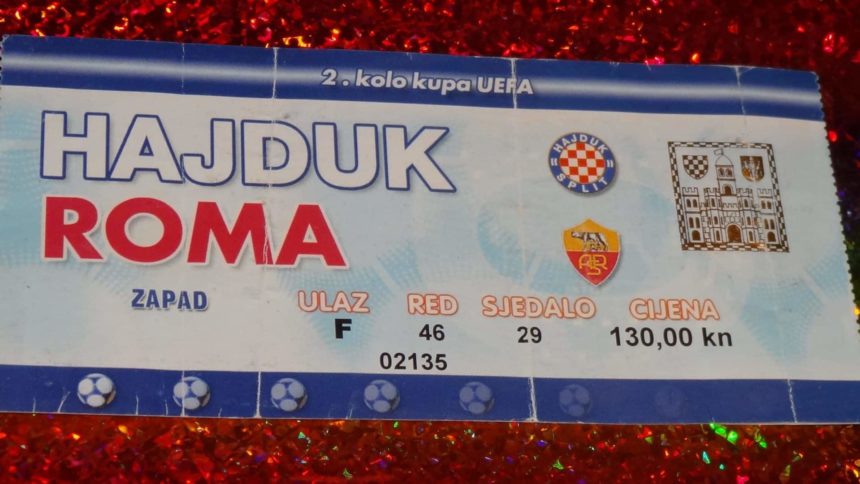 2. kolo kupa UEFA
HAJDUK
ROMA
HAJDUK
SPLIT
ASR
ZAPAD
ULAZ RED SJEDALO CIJENA
F 46 29 130,00 kn
02135